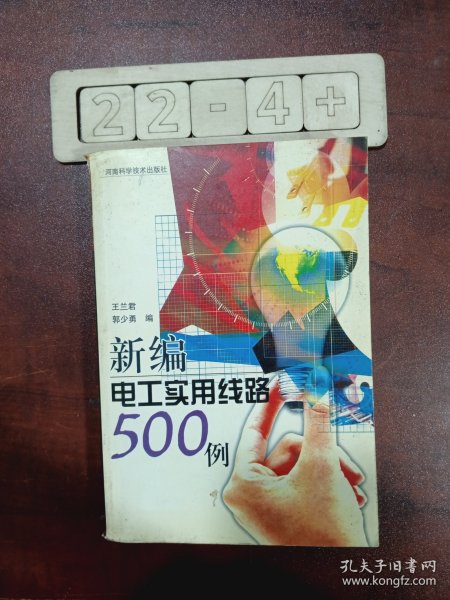 22-4+
河南科学技术出版社
王兰君
郭少勇 编
新编
电工实用线路
500例
孔夫子旧书网
www.kongfz.com